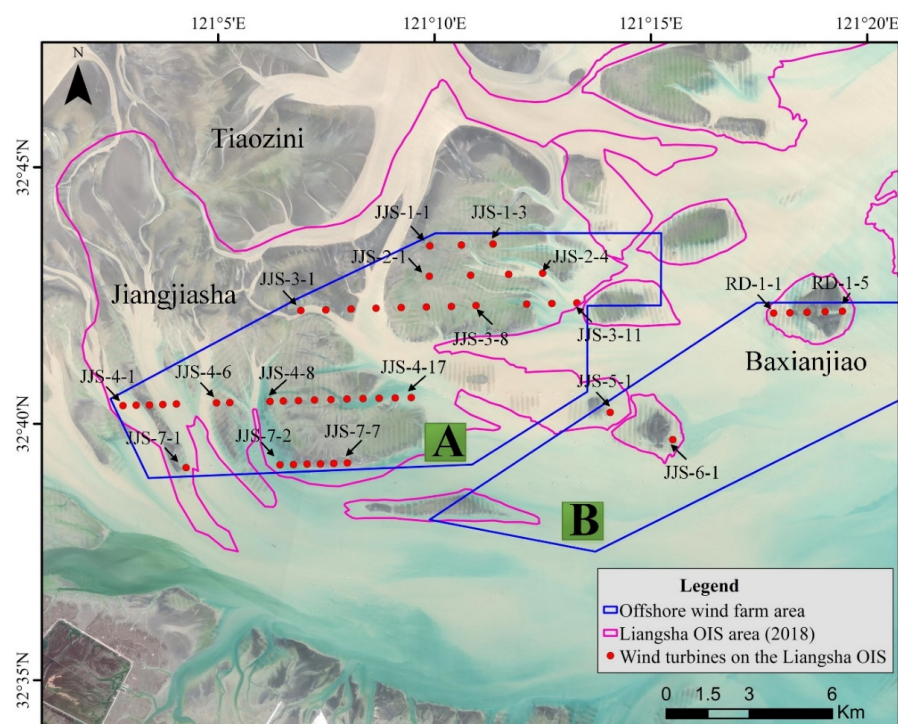 121°5'E 121°10'E 121°15'E 121°20'E
N
Tiaozini
32°45'N
JJS-1-1 JJS-1-3
JJS-2-1 JJS-2-4
JJS-3-1
Jiangjiasha
RD-1-1 RD-1-5
JJS-3-8 JJS-3-11
Baxianjiao
JJS-4-1 JJS-4-6 JJS-4-8 JJS-4-17 JJS-5-1
32°40'N
JJS-7-1 JJS-7-2 JJS-7-7 A
JJS-6-1
B
Legend
Offshore wind farm area
Liangsha OIS area (2018)
Wind turbines on the Liangsha OIS
32°35'N
0 1.5 3 6
Km